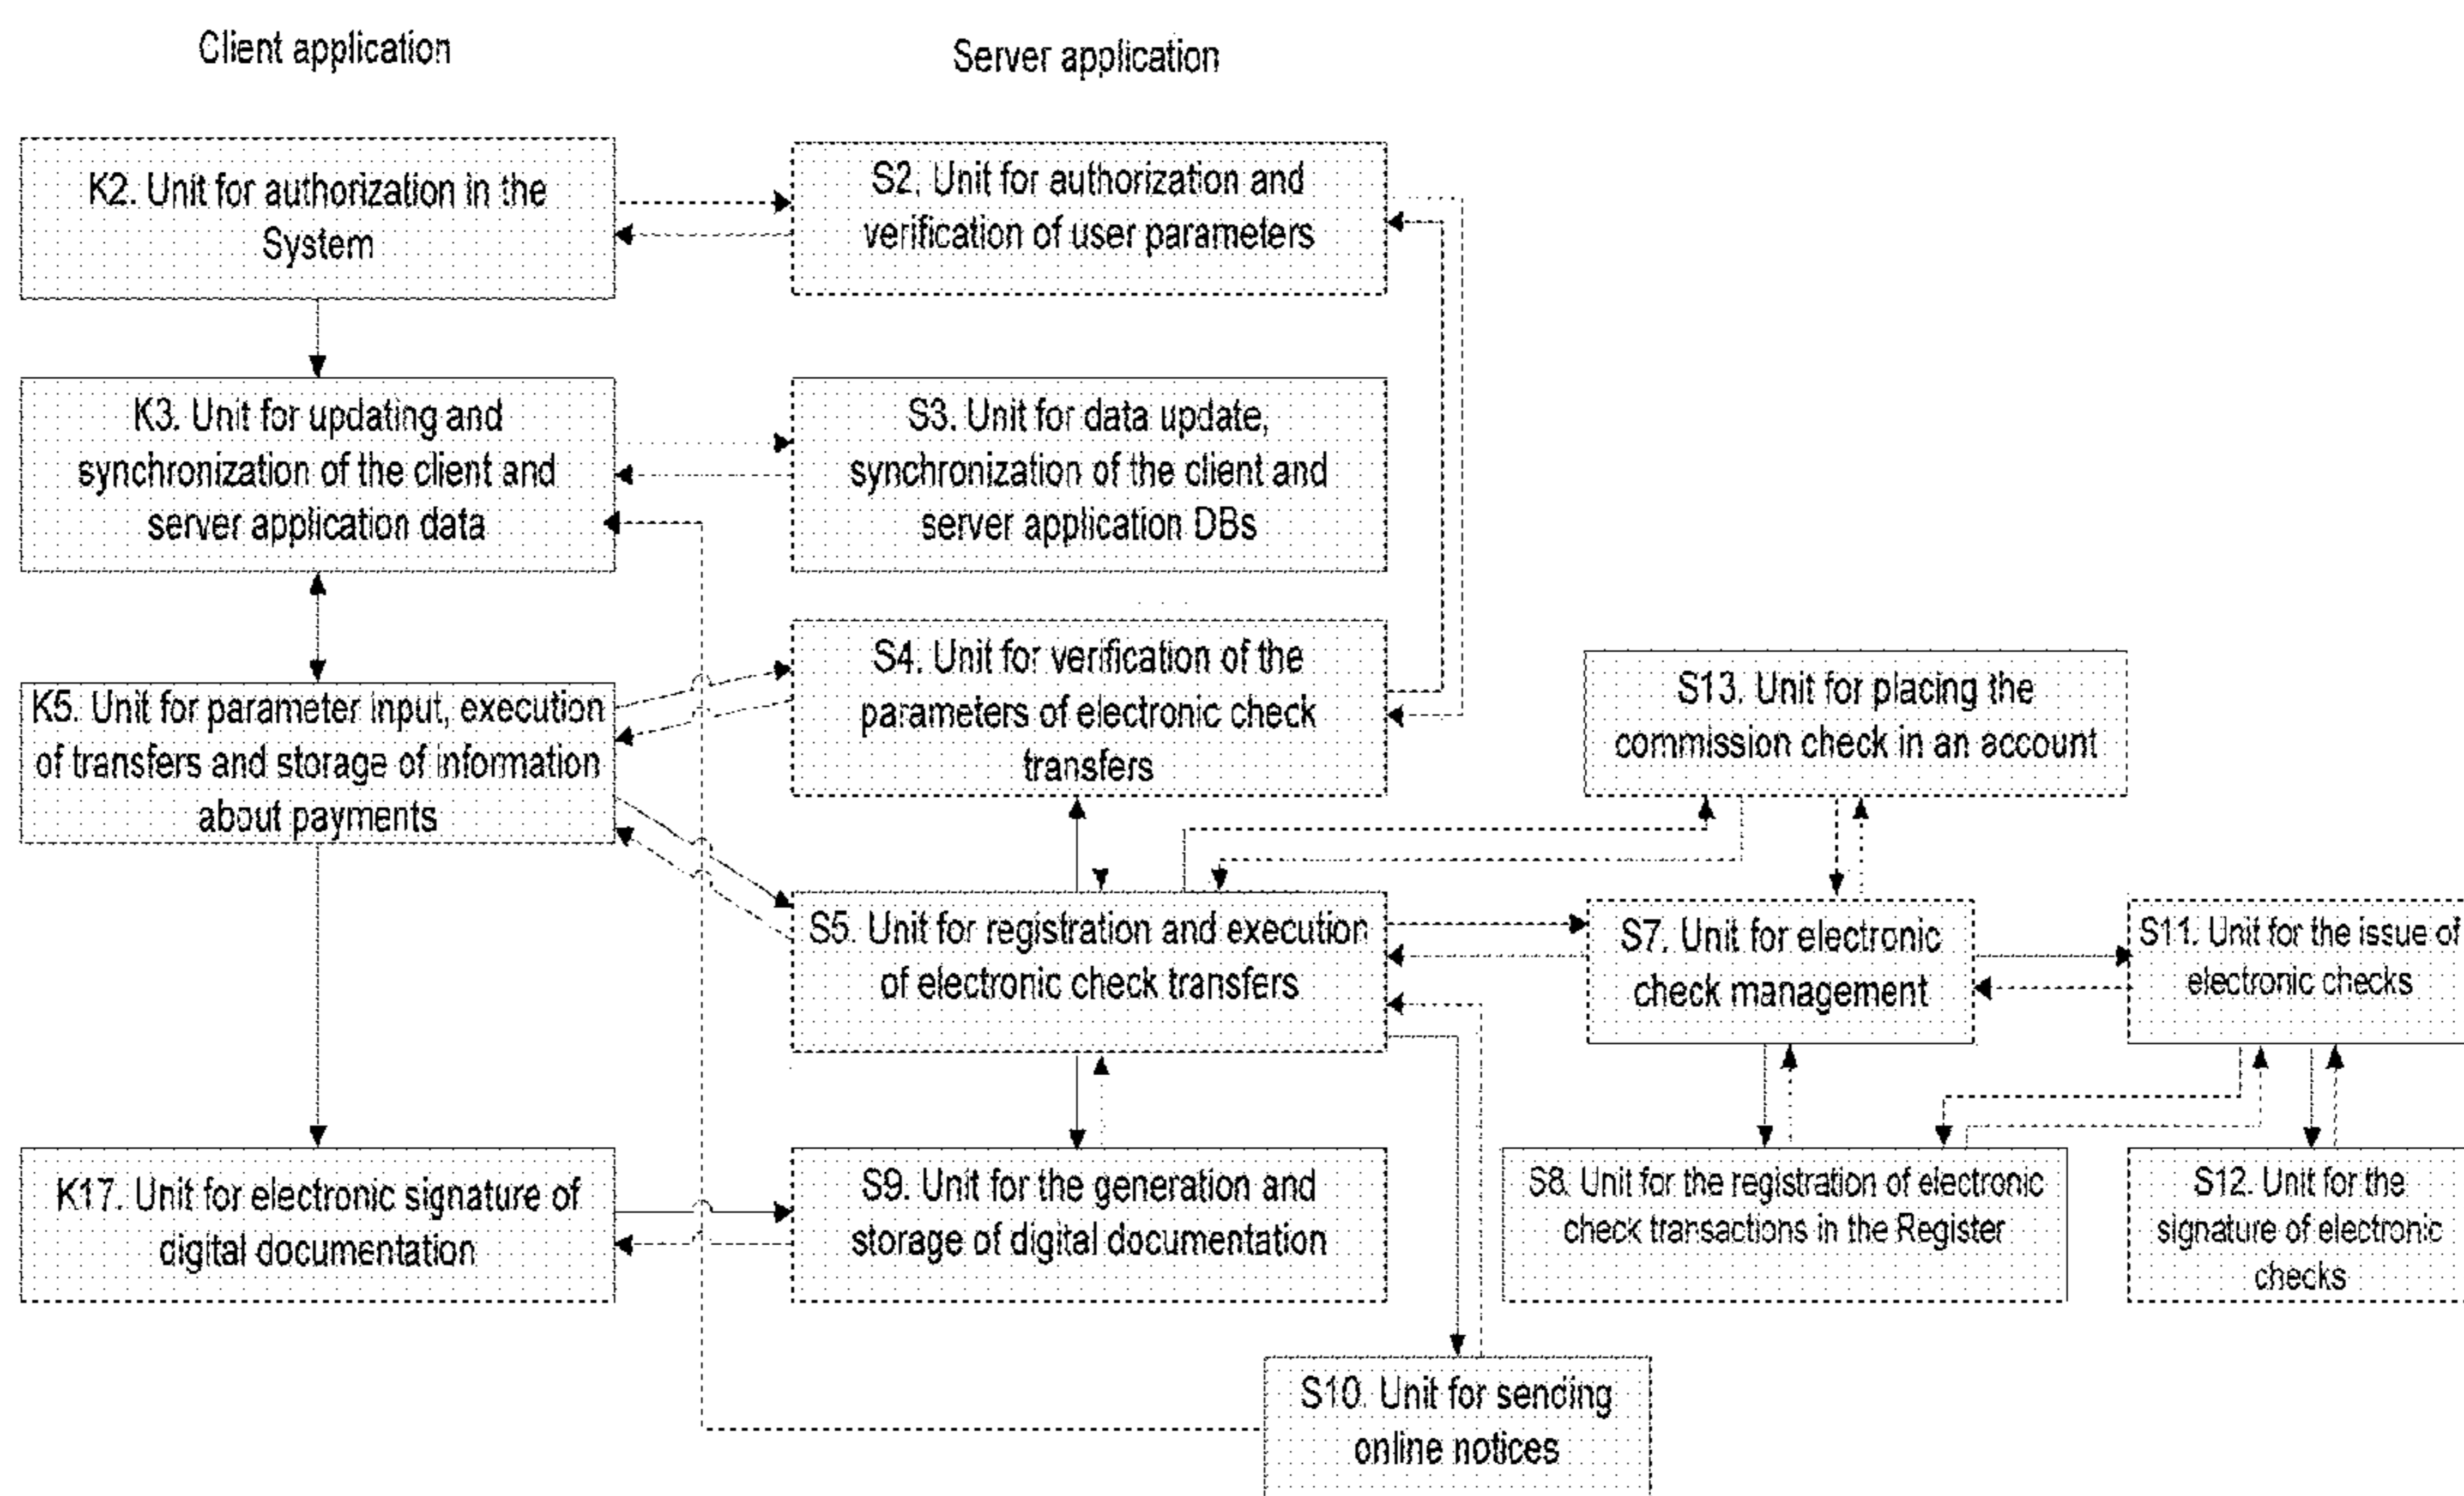 Client application
Server application
K2. Unit for authorization in the
System
S2. Unit for authorization and
verification of user parameters
K3. Unit for updating and
synchronization of the client and
server application data
S3. Unit for data update,
synchronization of the client and
server application DBs
K5. Unit for parameter input, execution
of transfers and storage of information
about payments
S4. Unit for verification of the
parameters of electronic check
transfers
S13. Unit for placing the
commission check in an account
S5. Unit for registration and execution
of electronic check transfers
S7. Unit for electronic
check management
S11. Unit for the issue of
electronic checks
K17. Unit for electronic signature of
digital documentation
S9. Unit for the generation and
storage of digital documentation
S8. Unit for the registration of electronic
check transactions in the Register
S12. Unit for the
signature of electronic
checks
S10. Unit for sending
online notices